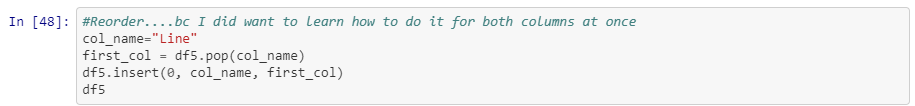 In [48]: #Reorder....bc I did want to learn how to do it for both columns at once
col_name="Line"
first_col = df5.pop(col_name)
df5.insert(0, col_name, first_col)
df5